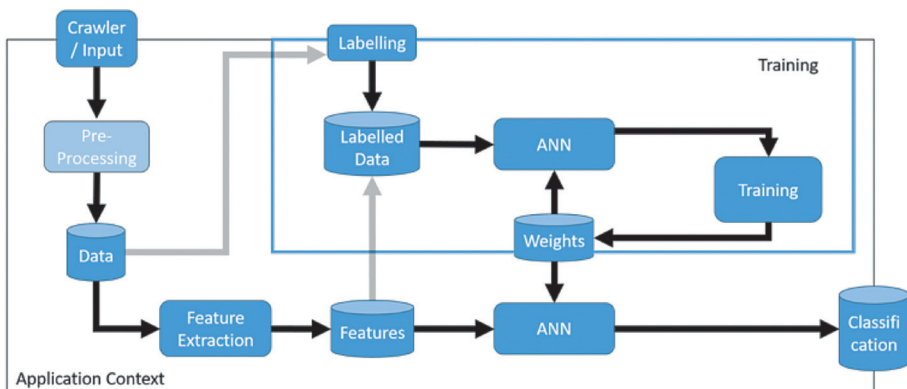 Crawler
/ Input
Labelling
Training
Pre-
Processing
Labelled
Data
ANN
Training
Data
Weights
Feature
Extraction
Features
ANN
Classifi
cation
Application Context